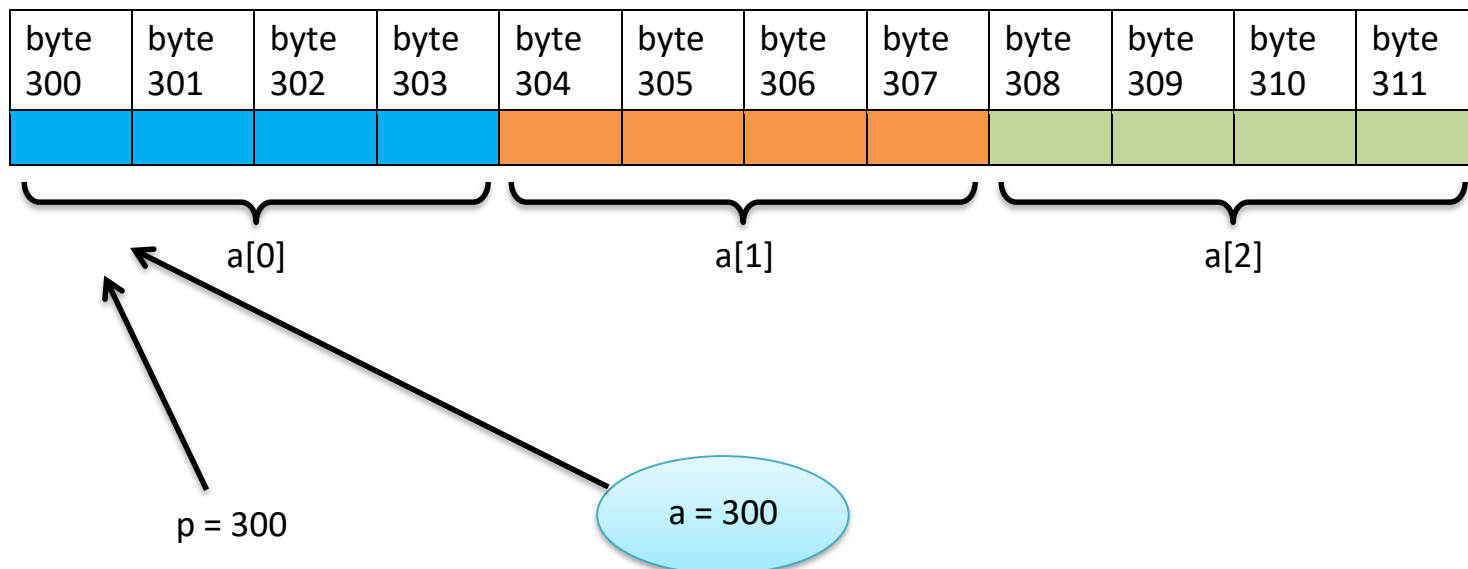 byte byte byte byte byte byte byte byte byte byte byte byte
300 301 302 303 304 305 306 307 308 309 310 311
a[0] a[1] a[2]
p = 300 a = 300